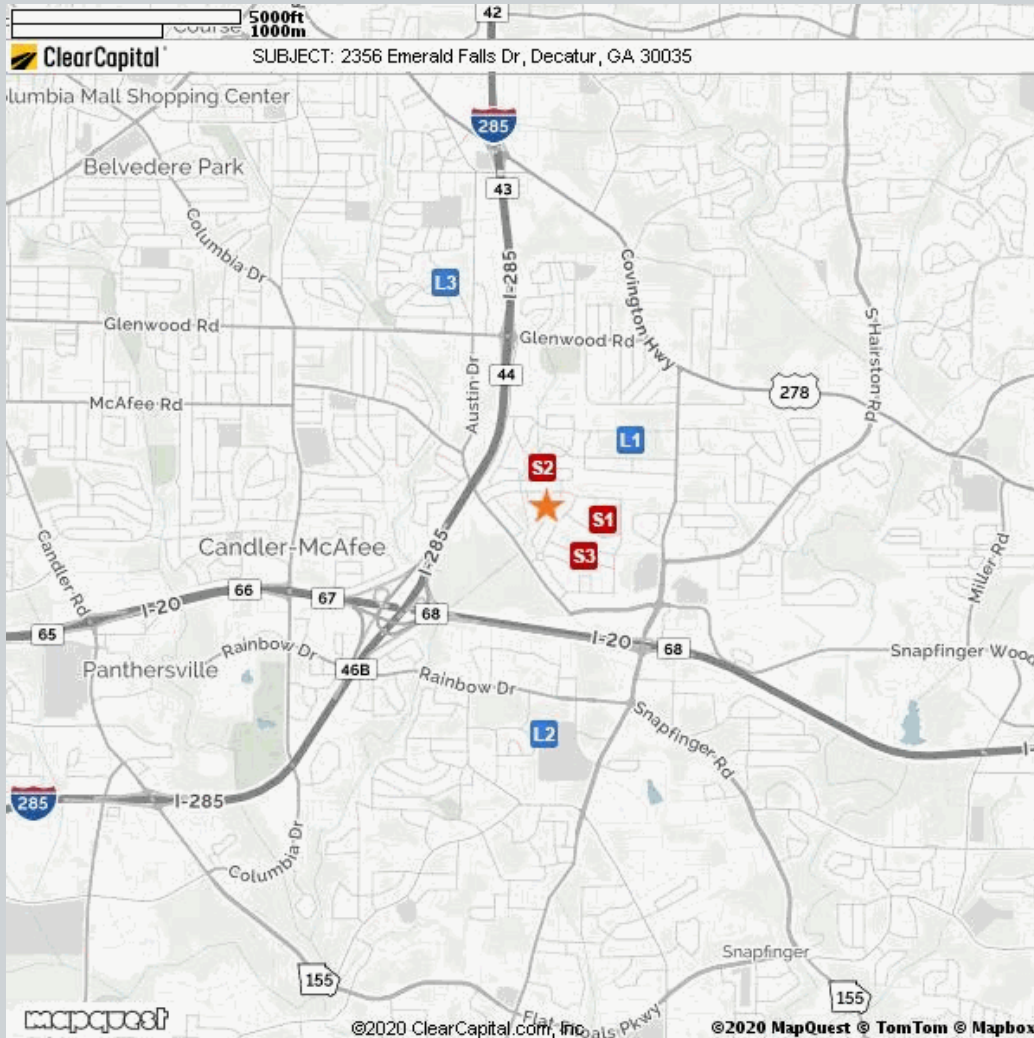 5000ft
Course
1000m
ClearCapital
SUBJECT: 2356 Emerald Falls Dr, Decatur, GA 30035
42
olumbia Mall Shopping Center
285
Belvedere Park
43
Columbia Dr
Covington Hwy
I-285
L3
S Hairston Rd
Glenwood Rd
Glenwood Rd
44
Austin Dr
278
McAfee Rd
L1
S2
S1
Candler-McAfee
S3
I-285
Candler Rd
Miller Rd
66
67
I-20
68
65
I-20
68
Rainbow Dr
Snapfinger Wood
Panthersville
46B
Rainbow Dr
Snapfinger Rd
L2
I-
285
I-285
Columbia Dr
Snapfinger
155
155
Flat Shoals Pkwy
mapquest
©2020 ClearCapital.com, Inc.
©2020 MapQuest © TomTom © Mapbox